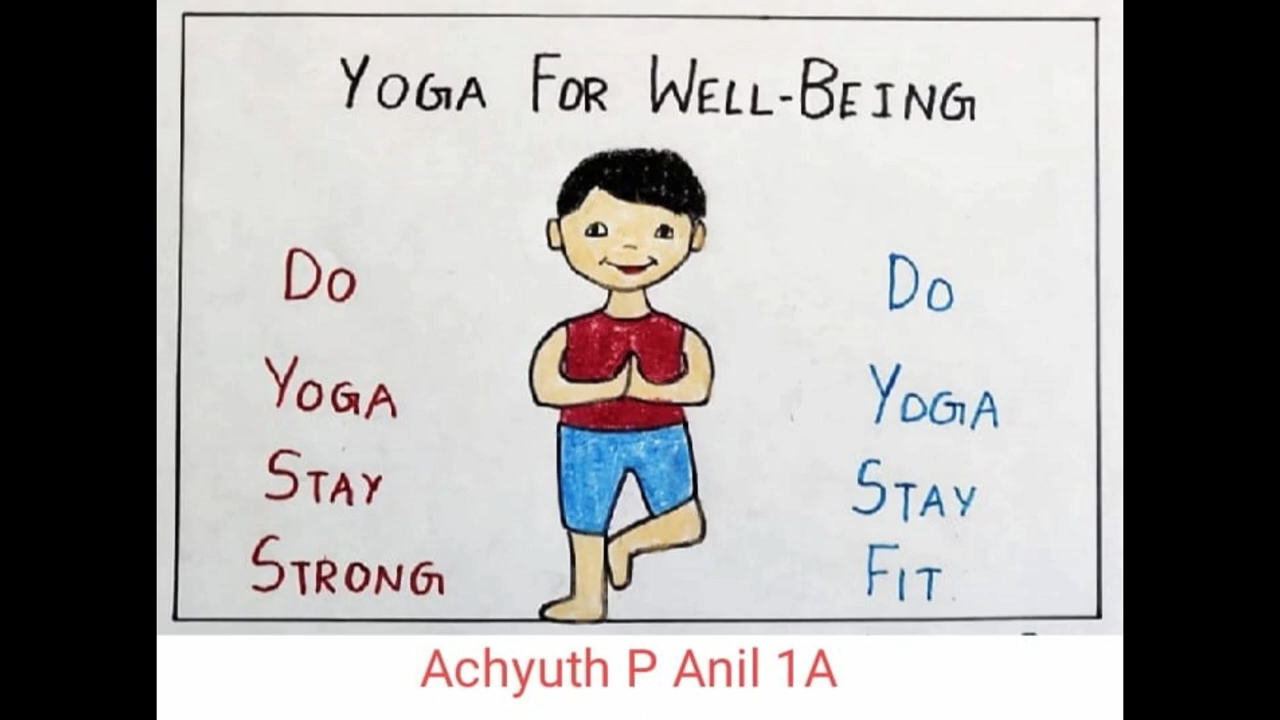 YOGA FOR WELL-BEING
DO
YOGA
STAY
STRONG
DO
YOGA
STAY
FIT
Achyuth P Anil 1A